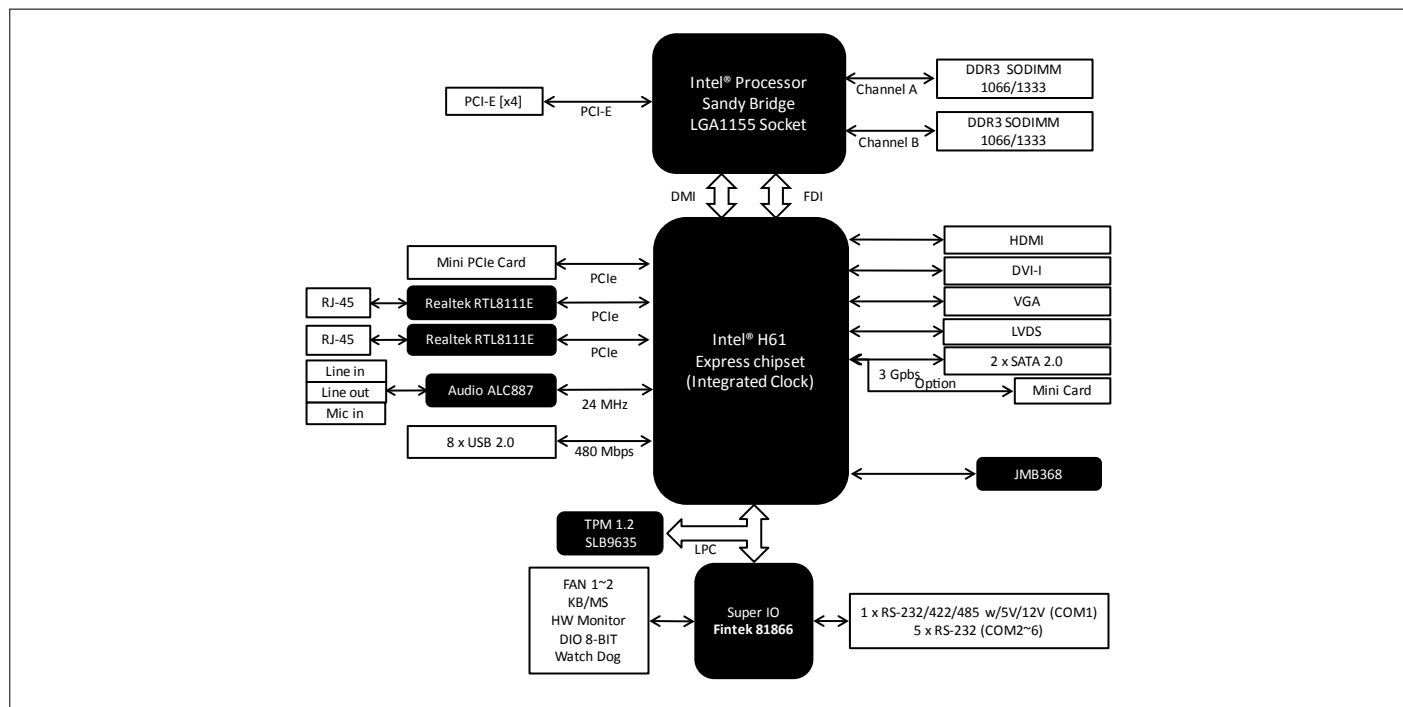 Intel® Processor
Sandy Bridge
LGA1155 Socket
PCI-E [x4]
PCI-E
Channel A
DDR3 SODIMM
1066/1333
Channel B
DDR3 SODIMM
1066/1333
DMI
FDI
Mini PCIe Card
PCIe
RJ-45
Realtek RTL8111E
PCIe
RJ-45
Realtek RTL8111E
PCIe
Line in
Line out
Mic in
Audio ALC887
24 MHz
8 x USB 2.0
480 Mbps
Intel® H61
Express chipset
(Integrated Clock)
HDMI
DVI-I
VGA
LVDS
2 x SATA 2.0
3 Gpbs
Option
Mini Card
JMB368
TPM 1.2
SLB9635
LPC
FAN 1~2
KB/MS
HW Monitor
DIO 8-BIT
Watch Dog
Super IO
Fintek 81866
1 x RS-232/422/485 w/5V/12V (COM1)
5 x RS-232 (COM2~6)